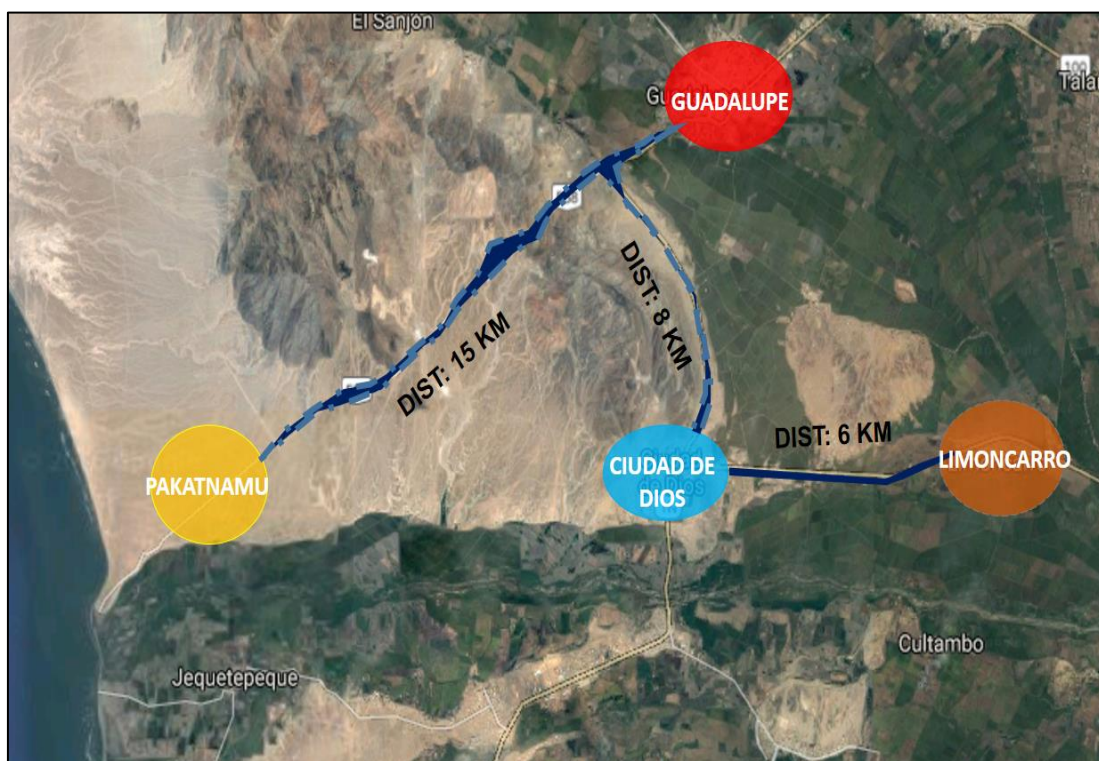 El Sanjón
GUADALUPE
100
DIST: 8 KM
DIST: 15 KM
DIST: 6 KM
PAKATNAMU
CIUDAD DE
DIOS
LIMONCARRO
Cultambo
Jequetepeque